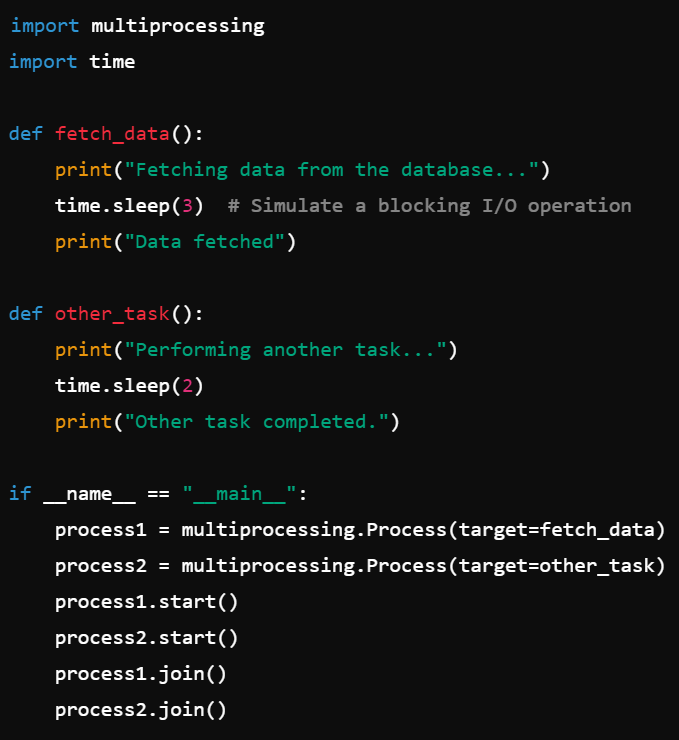 import multiprocessing
import time

def fetch_data():
    print("Fetching data from the database...")
    time.sleep(3)  # Simulate a blocking I/O operation
    print("Data fetched")

def other_task():
    print("Performing another task...")
    time.sleep(2)
    print("Other task completed.")

if __name__ == "__main__":
    process1 = multiprocessing.Process(target=fetch_data)
    process2 = multiprocessing.Process(target=other_task)
    process1.start()
    process2.start()
    process1.join()
    process2.join()